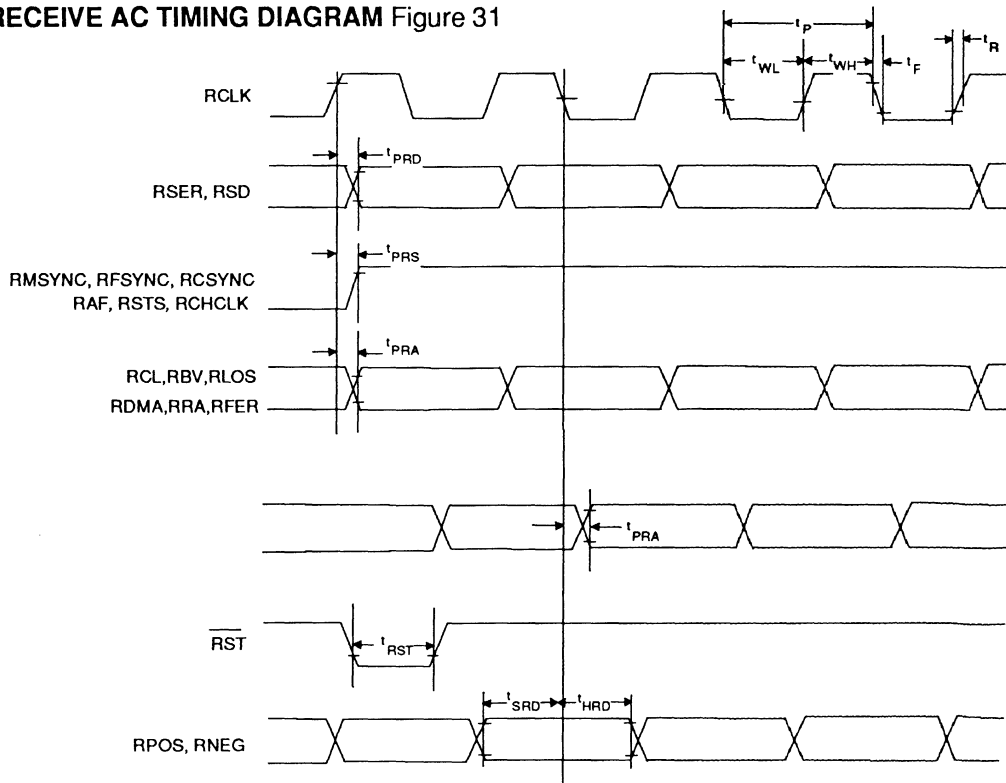 RECEIVE AC TIMING DIAGRAM Figure 31
tP
tR
tWL
tWH
tF
RCLK
tPRD
RSER, RSD
tPRS
RMSYNC, RFSYNC, RCSYNC
RAF, RSTS, RCHCLK
tPRA
RCL,RBV,RLOS
RDMA,RRA,RFER
tPRA
RST
tRST
tSRD
tHRD
RPOS, RNEG